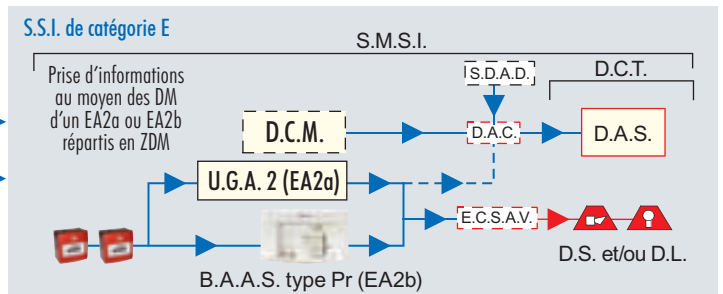 S.S.I. de catégorie E
S.M.S.I.
Prise d'informations
au moyen des DM
d'un EA2a ou EA2b
répartis en ZDM
S.D.A.D.
D.C.T.
D.C.M.
D.A.C.
D.A.S.
U.G.A. 2 (EA2a)
E.C.S.A.V.
B.A.A.S. type Pr (EA2b)
D.S. et/ou D.L.